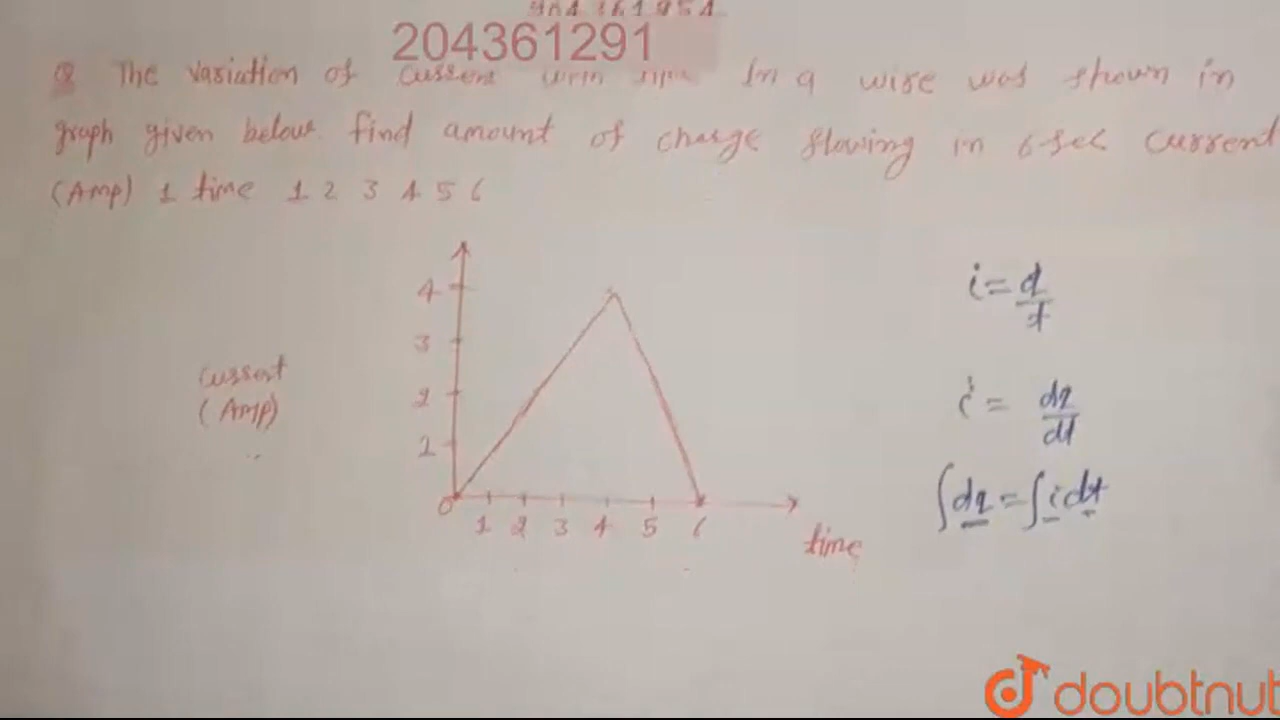 204361291
Q The variation of current with time In a wire was shown in
graph given below. find amount of charge flowing in 6 sec current
(Amp) 1 time 1 2 3 4 5 6
4
3
2
1
current
(Amp)
0
1 2 3 4 5 6
time
i = q/t
i = dq/dt
∫dq = ∫i dt
doubtnut